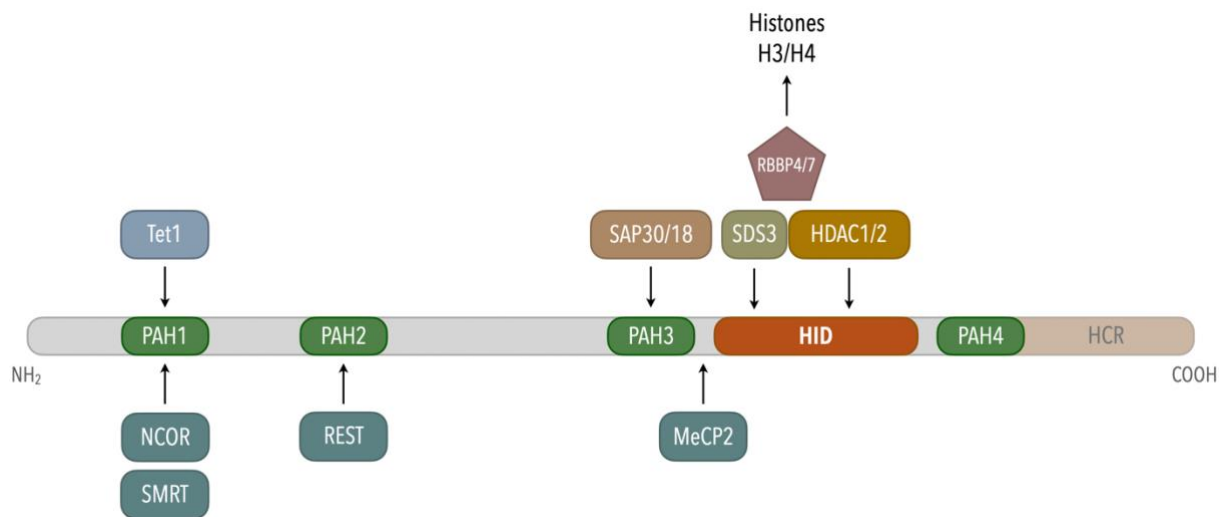 Histones
H3/H4
RBBP4/7
Tet1
SAP30/18
SDS3
HDAC1/2
PAH1
PAH2
PAH3
HID
PAH4
HCR
NH₂
COOH
NCOR
REST
MeCP2
SMRT